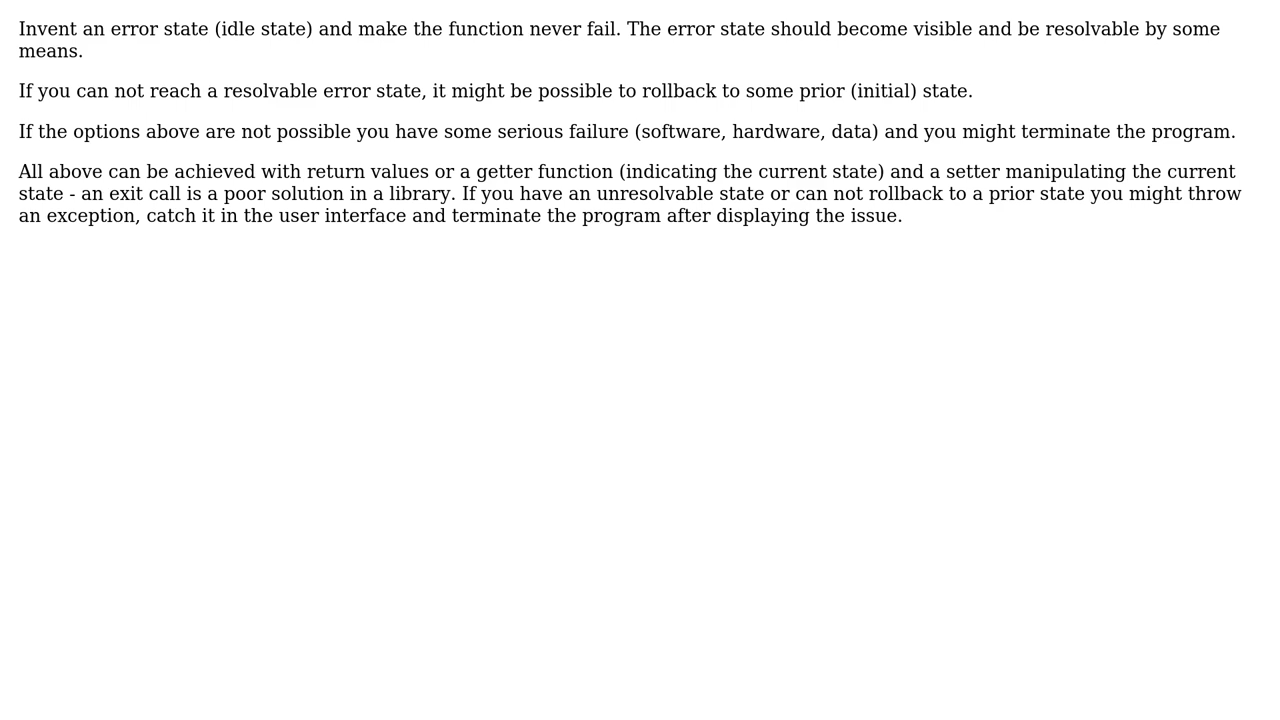 Invent an error state (idle state) and make the function never fail. The error state should become visible and be resolvable by some
means.
If you can not reach a resolvable error state, it might be possible to rollback to some prior (initial) state.
If the options above are not possible you have some serious failure (software, hardware, data) and you might terminate the program.
All above can be achieved with return values or a getter function (indicating the current state) and a setter manipulating the current
state - an exit call is a poor solution in a library. If you have an unresolvable state or can not rollback to a prior state you might throw
an exception, catch it in the user interface and terminate the program after displaying the issue.